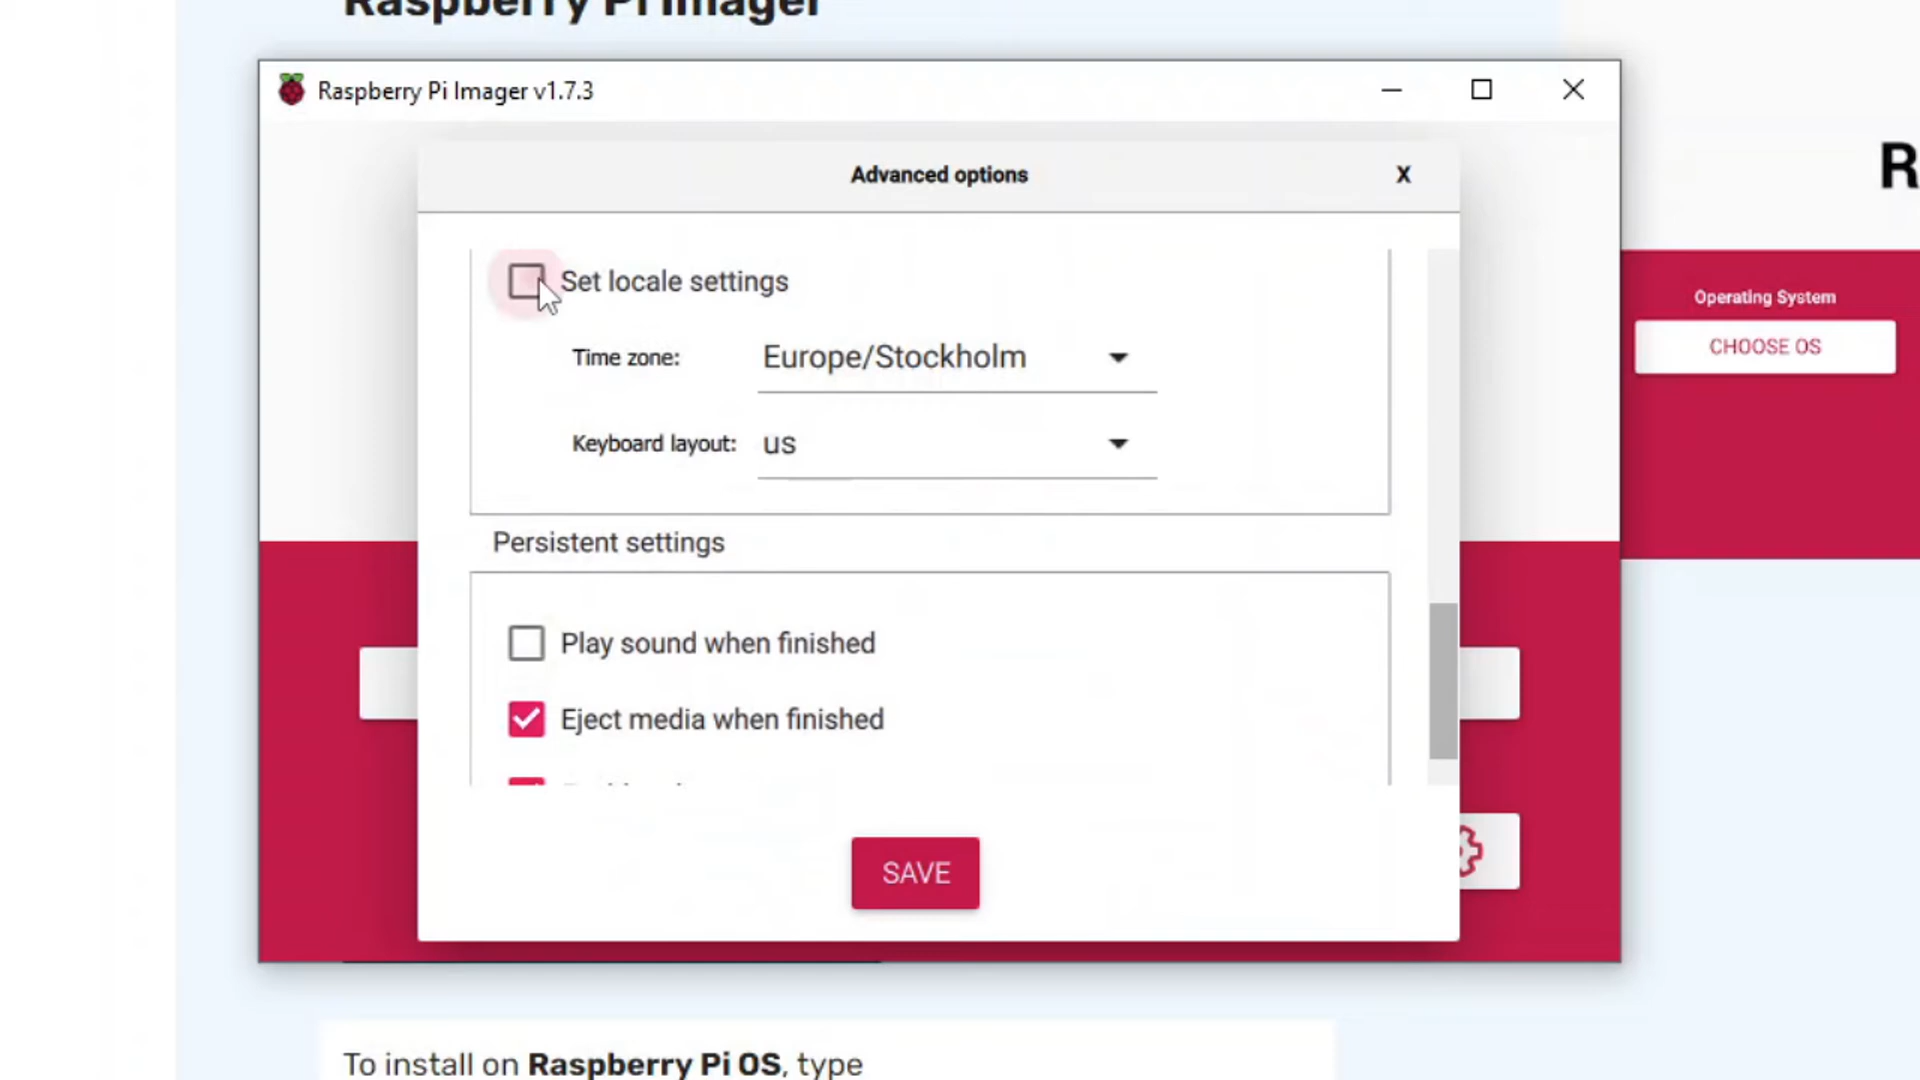 Raspberry Pi Imager
Raspberry Pi Imager v1.7.3
Advanced options
X
R
Set locale settings
Operating System
CHOOSE OS
Time zone:
Europe/Stockholm
Keyboard layout:
us
Persistent settings
Play sound when finished
Eject media when finished
SAVE
To install on Raspberry Pi OS, type